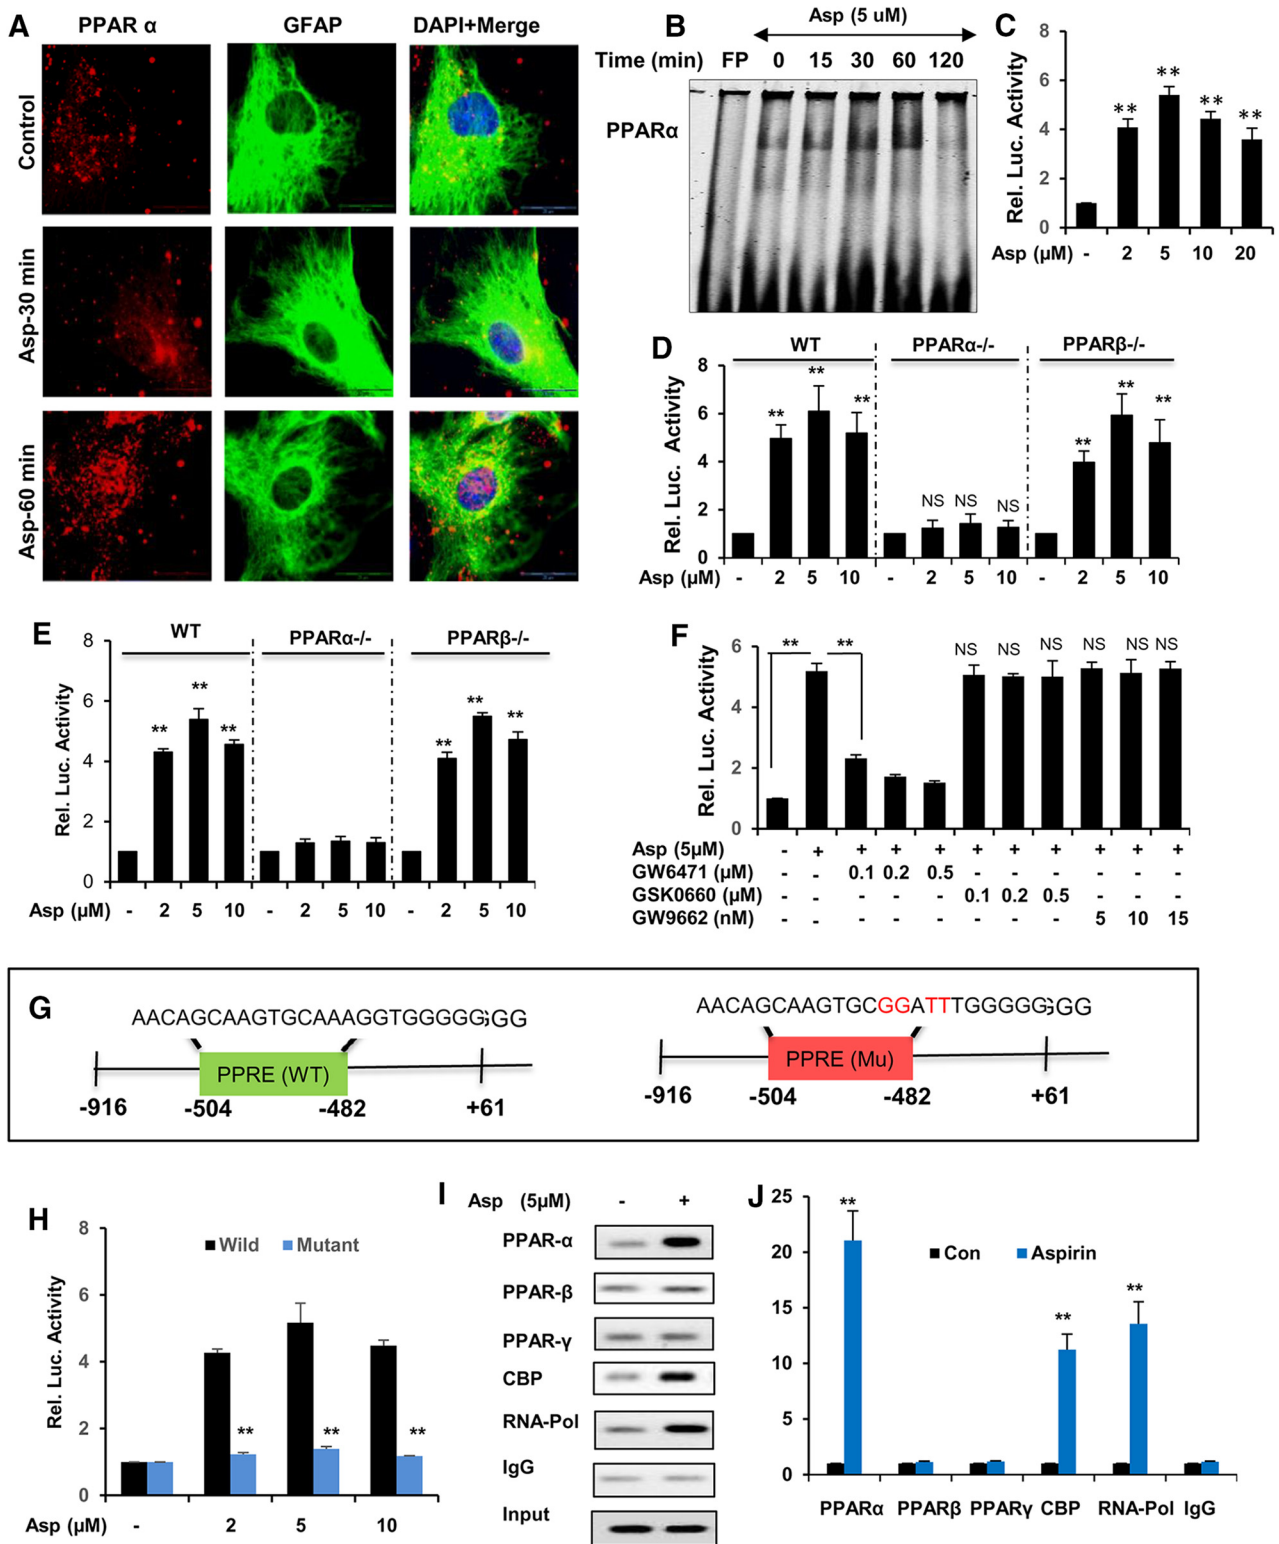 A
PPAR α
GFAP
DAPI+Merge
Control
Asp-30 min
Asp-60 min
B
Asp (5 uM)
Time (min) FP 0 15 30 60 120
PPARα
C
Rel. Luc. Activity
8
6
4
2
0
** ** ** **
Asp (µM) - 2 5 10 20
D
WT PPARα-/- PPARβ-/-
Rel. Luc. Activity
8
6
4
2
0
** ** ** NS NS NS ** ** **
Asp (µM) - 2 5 10 - 2 5 10 - 2 5 10
E
WT PPARα-/- PPARβ-/-
Rel. Luc. Activity
8
6
4
2
0
** ** ** ** ** **
Asp (µM) - 2 5 10 - 2 5 10 - 2 5 10
F
Rel. Luc. Activity
6
4
2
0
** ** NS NS NS NS NS NS
Asp (5µM) - + + + + + + + + + +
GW6471 (µM) - - 0.1 0.2 0.5 - - - - - -
GSK0660 (µM) - - - - - 0.1 0.2 0.5 - - -
GW9662 (nM) - - - - - - - - 5 10 15
G
AACAGCAAGTGCAAAGGTGGGGGGGG
PPRE (WT)
-916 -504 -482 +61
AACAGCAAGTGCGGATTTGGGGGGGG
PPRE (Mu)
-916 -504 -482 +61
H
Rel. Luc. Activity
8
6
4
2
0
Wild Mutant
** ** **
Asp (µM) - 2 5 10
I
Asp (5µM) - +
PPAR-α
PPAR-β
PPAR-γ
CBP
RNA-Pol
IgG
Input
J
25
20
15
10
5
0
Con Aspirin
** ** **
PPARα PPARβ PPARγ CBP RNA-Pol IgG